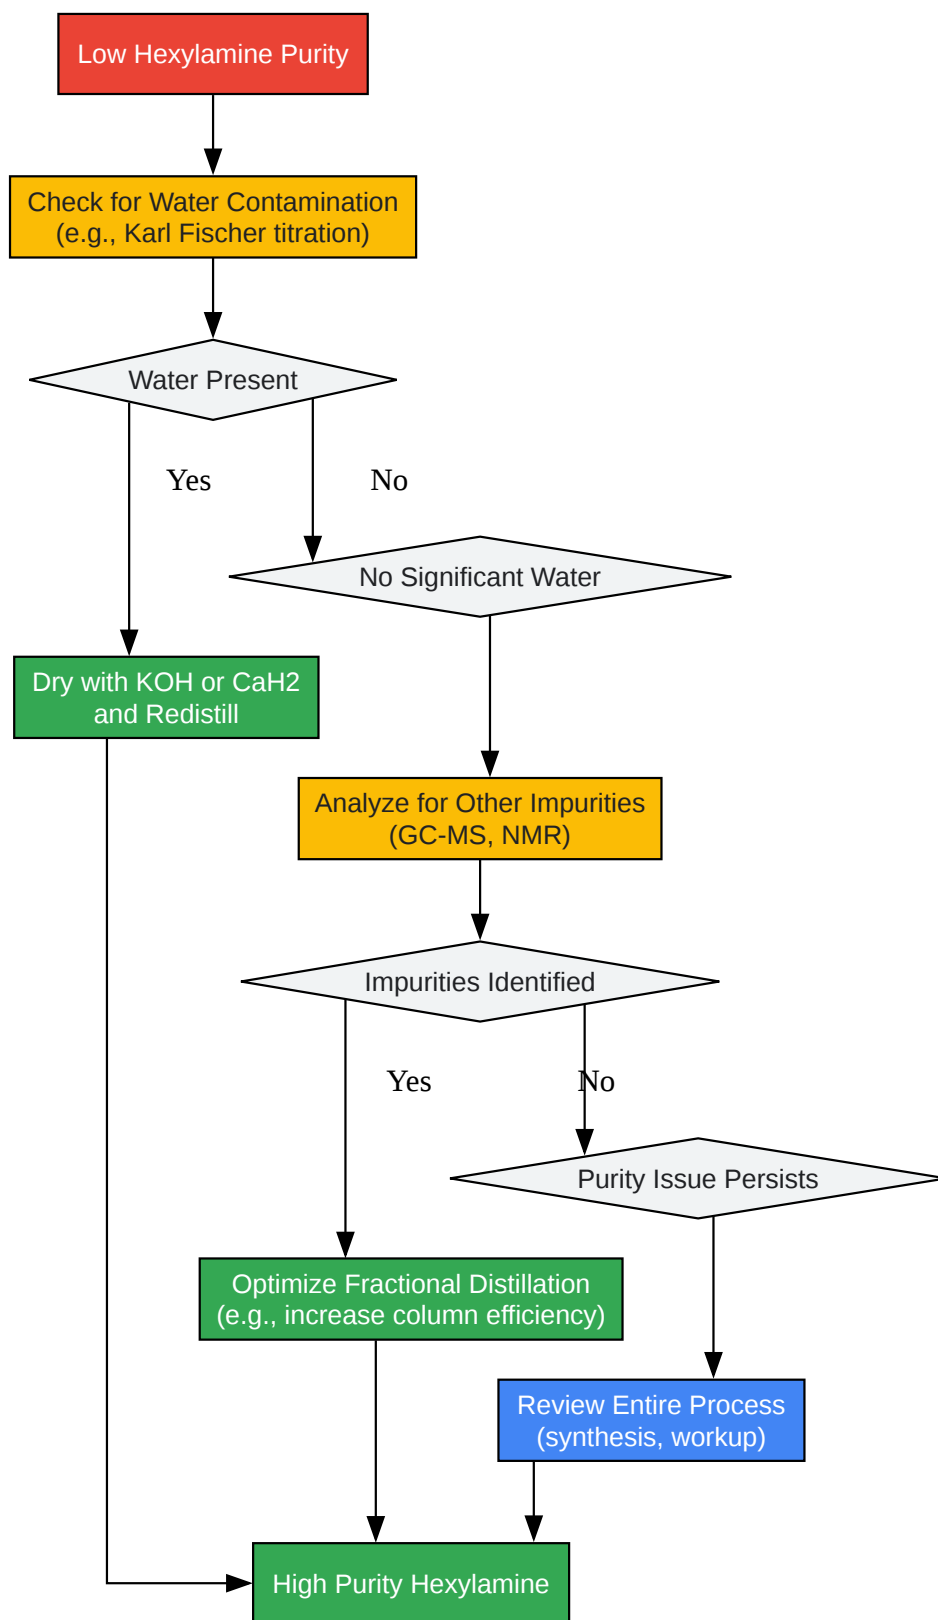 Low Hexylamine Purity
Check for Water Contamination
(e.g., Karl Fischer titration)
Water Present
Yes
No
No Significant Water
Dry with KOH or CaH2
and Redistill
Analyze for Other Impurities
(GC-MS, NMR)
Impurities Identified
Yes
No
Purity Issue Persists
Optimize Fractional Distillation
(e.g., increase column efficiency)
Review Entire Process
(synthesis, workup)
High Purity Hexylamine